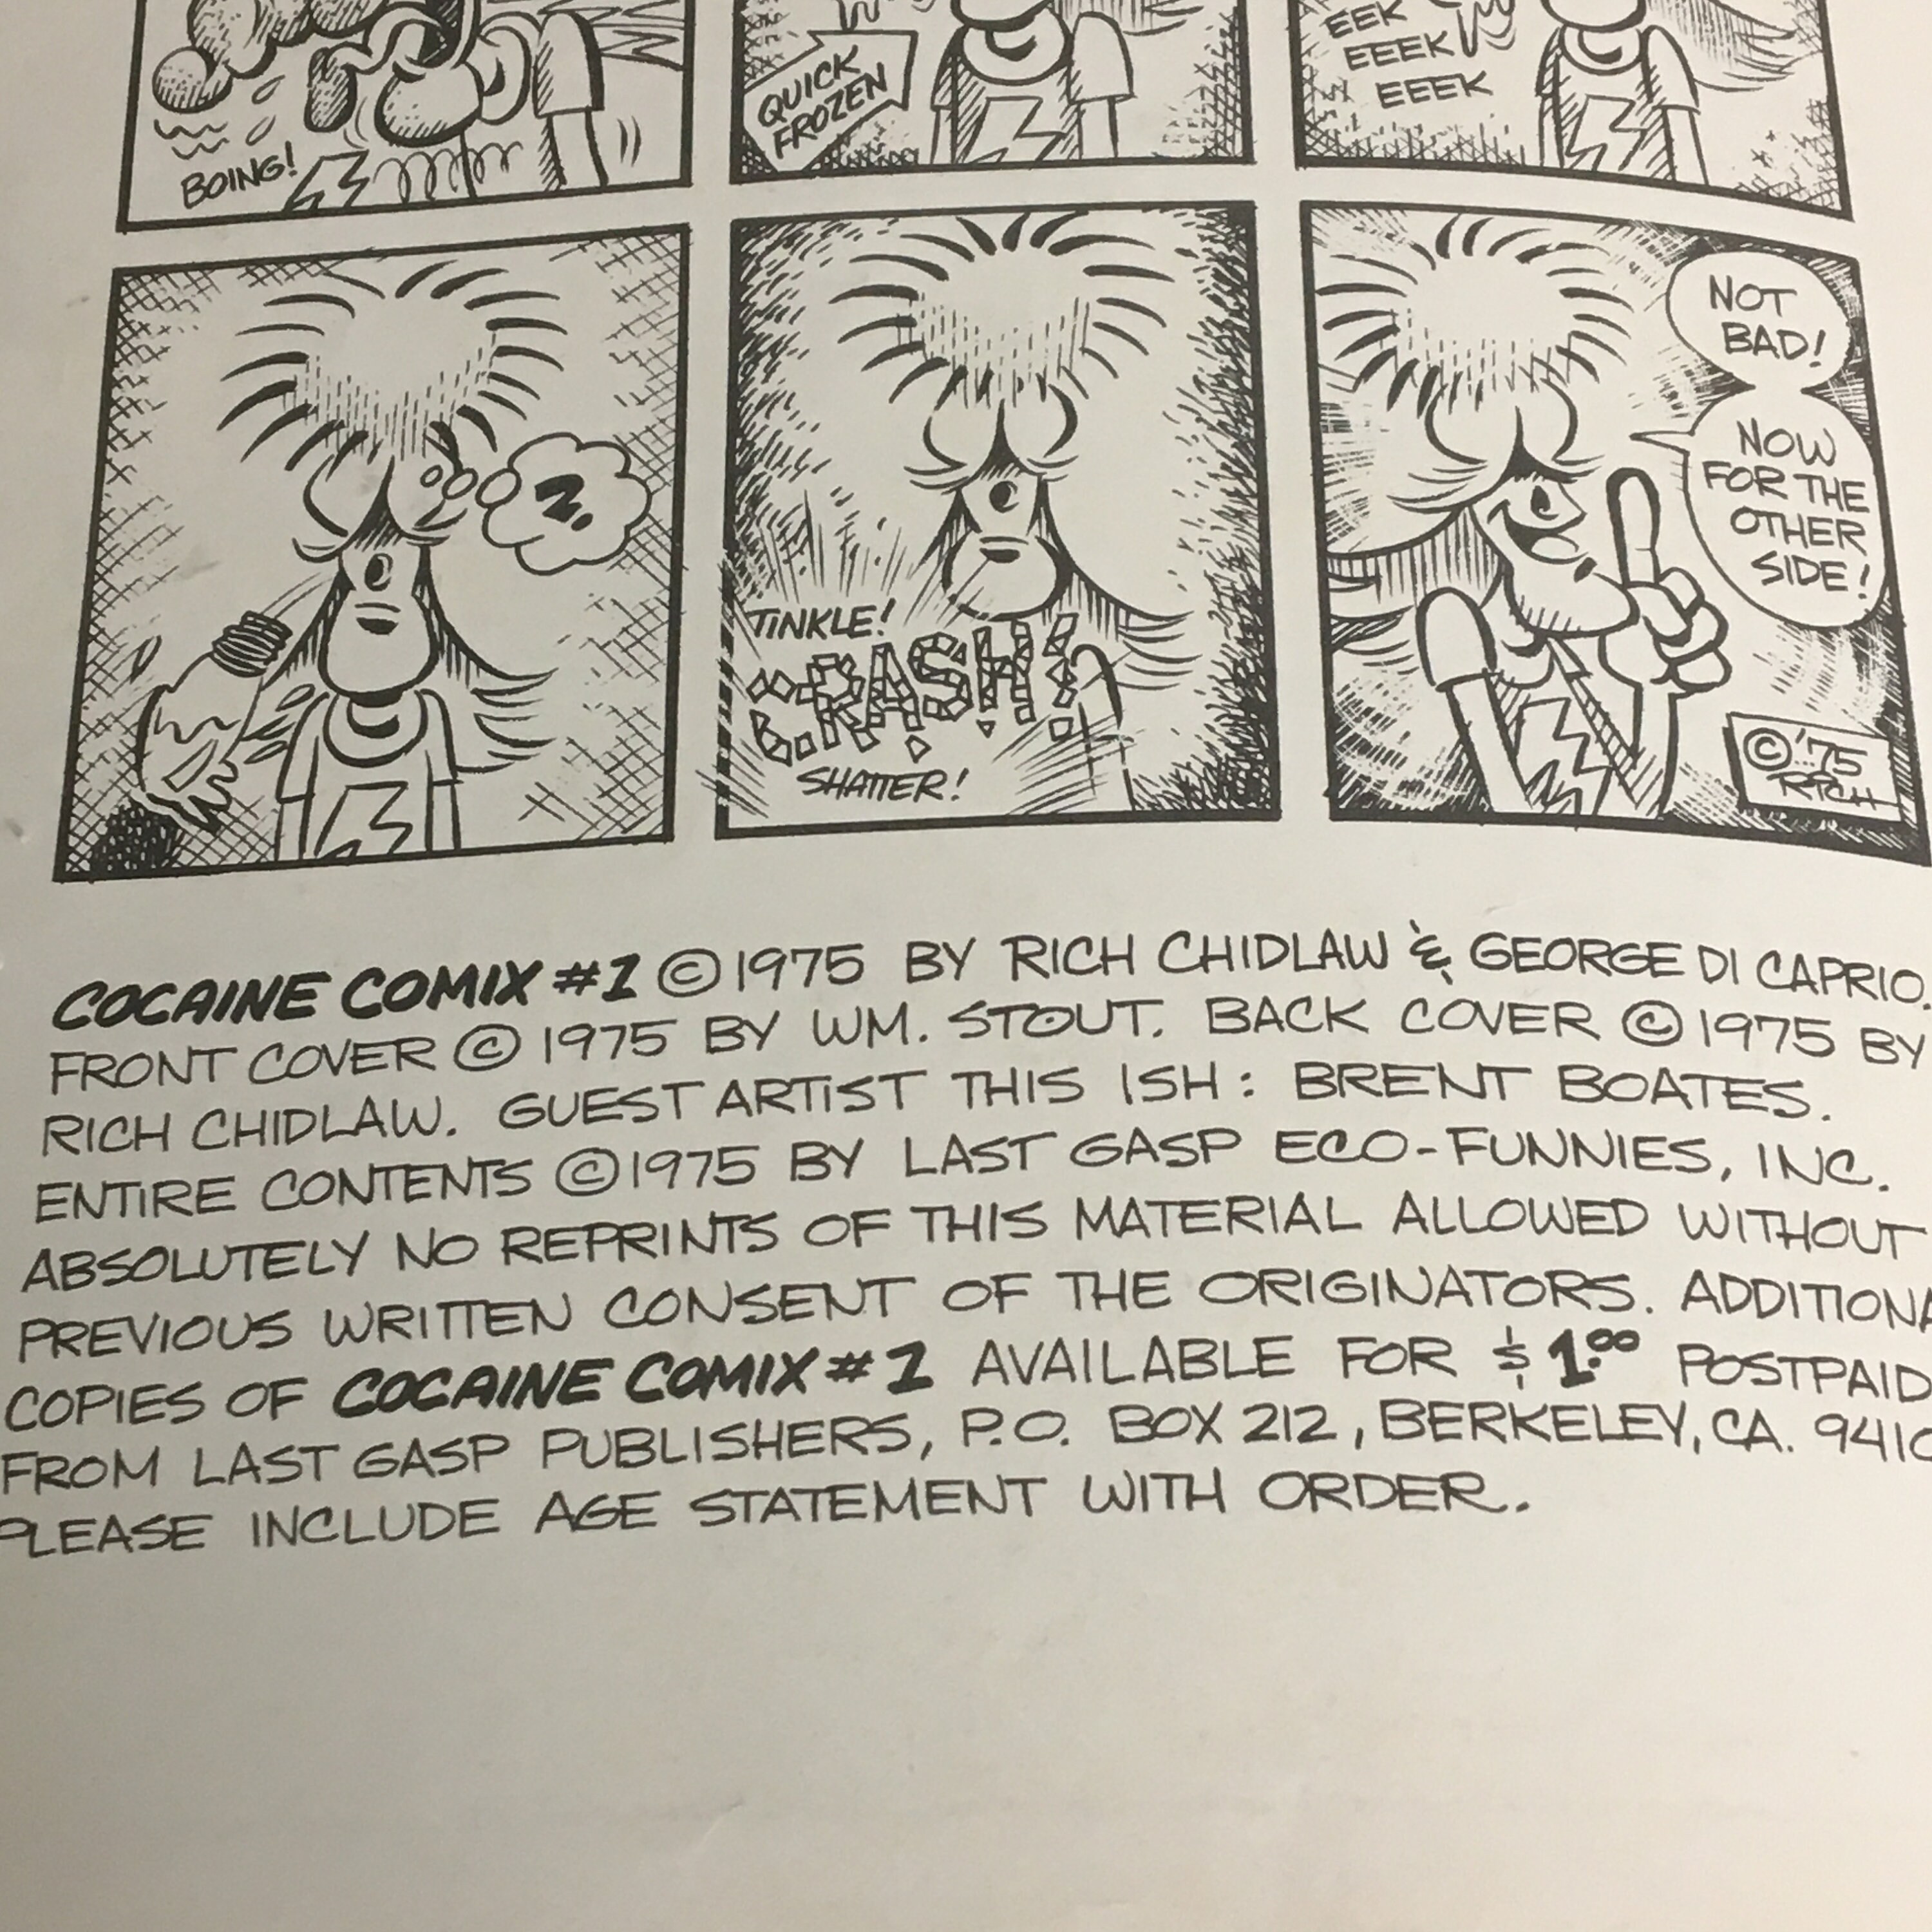 BOING!
QUICK
FROZEN
EEK
EEEK
EEEK
?
TINKLE!
CRASH!
SHATTER!
NOT
BAD!
NOW
FOR THE
OTHER
SIDE!
©'75
RICH
COCAINE COMIX #1 © 1975 BY RICH CHIDLAW & GEORGE DI CAPRIO.
FRONT COVER © 1975 BY WM. STOUT. BACK COVER © 1975 BY
RICH CHIDLAW. GUEST ARTIST THIS ISH: BRENT BOATES.
ENTIRE CONTENTS © 1975 BY LAST GASP ECO-FUNNIES, INC.
ABSOLUTELY NO REPRINTS OF THIS MATERIAL ALLOWED WITHOUT
PREVIOUS WRITTEN CONSENT OF THE ORIGINATORS. ADDITIONA
COPIES OF COCAINE COMIX #1 AVAILABLE FOR $1.00 POSTPAID
FROM LAST GASP PUBLISHERS, P.O. BOX 212, BERKELEY, CA. 9410
PLEASE INCLUDE AGE STATEMENT WITH ORDER.